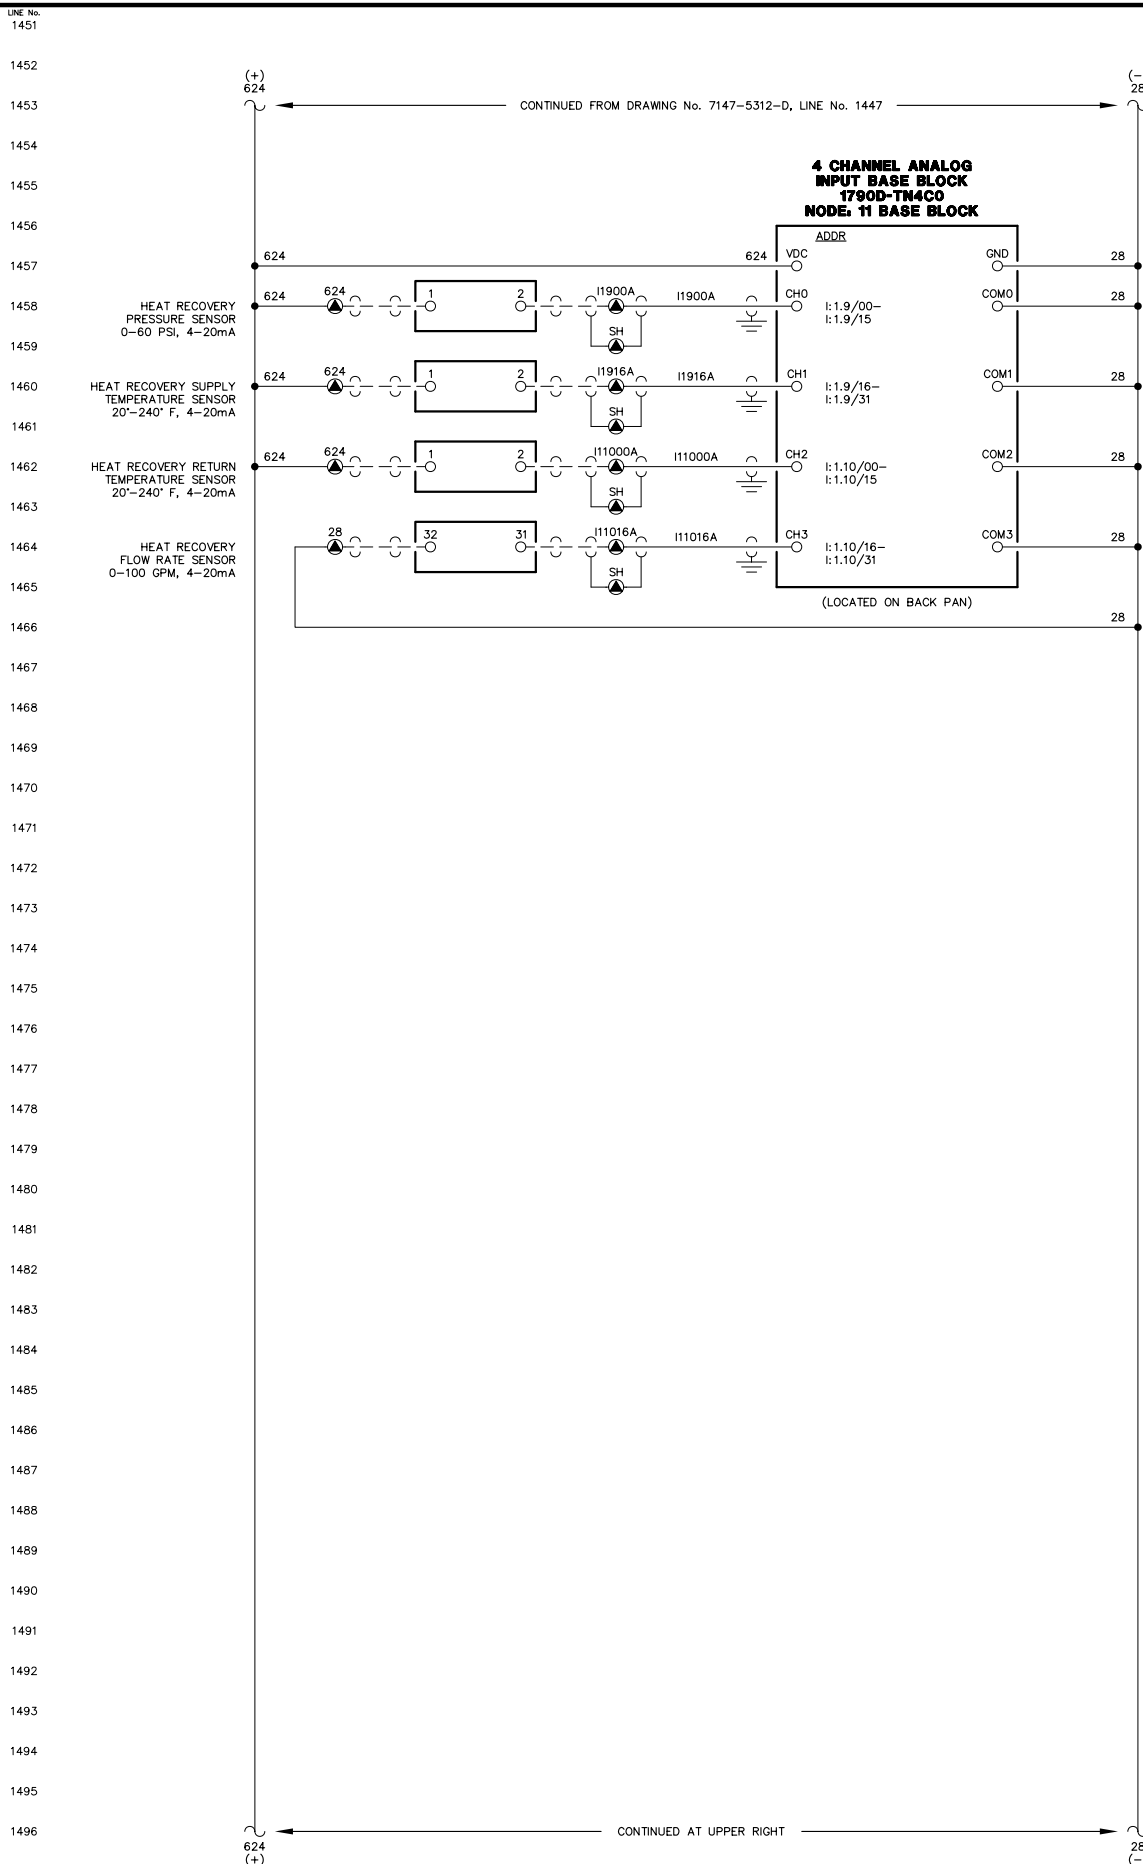 LINE No.
1451
1452
(+) (-
624 28
1453 CONTINUED FROM DRAWING No. 7147-5312-D, LINE No. 1447
1454
4 CHANNEL ANALOG
1455 INPUT BASE BLOCK
1790D-TN4C0
NODE: 11 BASE BLOCK
1456
ADDR
624 624 VDC GND 28
1457
624 624 1 2 I1900A I1900A CH0 COM0 28
1458 HEAT RECOVERY I:1.9/00-
PRESSURE SENSOR I:1.9/15
0-60 PSI, 4-20mA SH
1459
624 624 1 2 I1916A I1916A CH1 COM1 28
1460 HEAT RECOVERY SUPPLY I:1.9/16-
TEMPERATURE SENSOR I:1.9/31
20°-240° F, 4-20mA SH
1461
624 624 1 2 I11000A I11000A CH2 COM2 28
1462 HEAT RECOVERY RETURN I:1.10/00-
TEMPERATURE SENSOR I:1.10/15
20°-240° F, 4-20mA SH
1463
28 32 31 I11016A I11016A CH3 COM3 28
1464 HEAT RECOVERY I:1.10/16-
FLOW RATE SENSOR I:1.10/31
0-100 GPM, 4-20mA SH
1465
(LOCATED ON BACK PAN)
28
1466
1467
1468
1469
1470
1471
1472
1473
1474
1475
1476
1477
1478
1479
1480
1481
1482
1483
1484
1485
1486
1487
1488
1489
1490
1491
1492
1493
1494
1495
1496 CONTINUED AT UPPER RIGHT
624 28
(+) (-